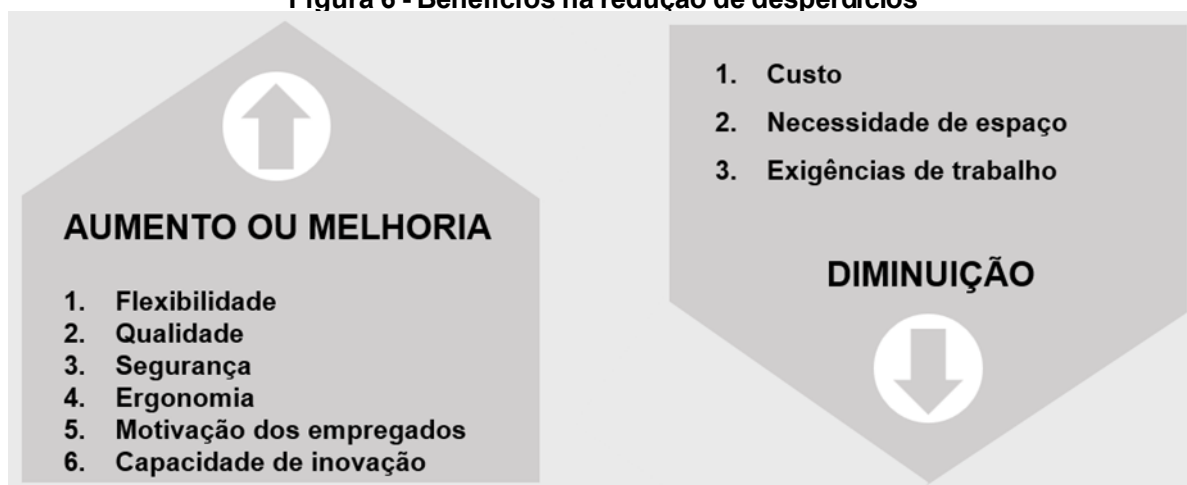 Figura 6 - Benefícios na redução de desperdícios
AUMENTO OU MELHORIA
1. Flexibilidade
2. Qualidade
3. Segurança
4. Ergonomia
5. Motivação dos empregados
6. Capacidade de inovação
1. Custo
2. Necessidade de espaço
3. Exigências de trabalho
DIMINUIÇÃO